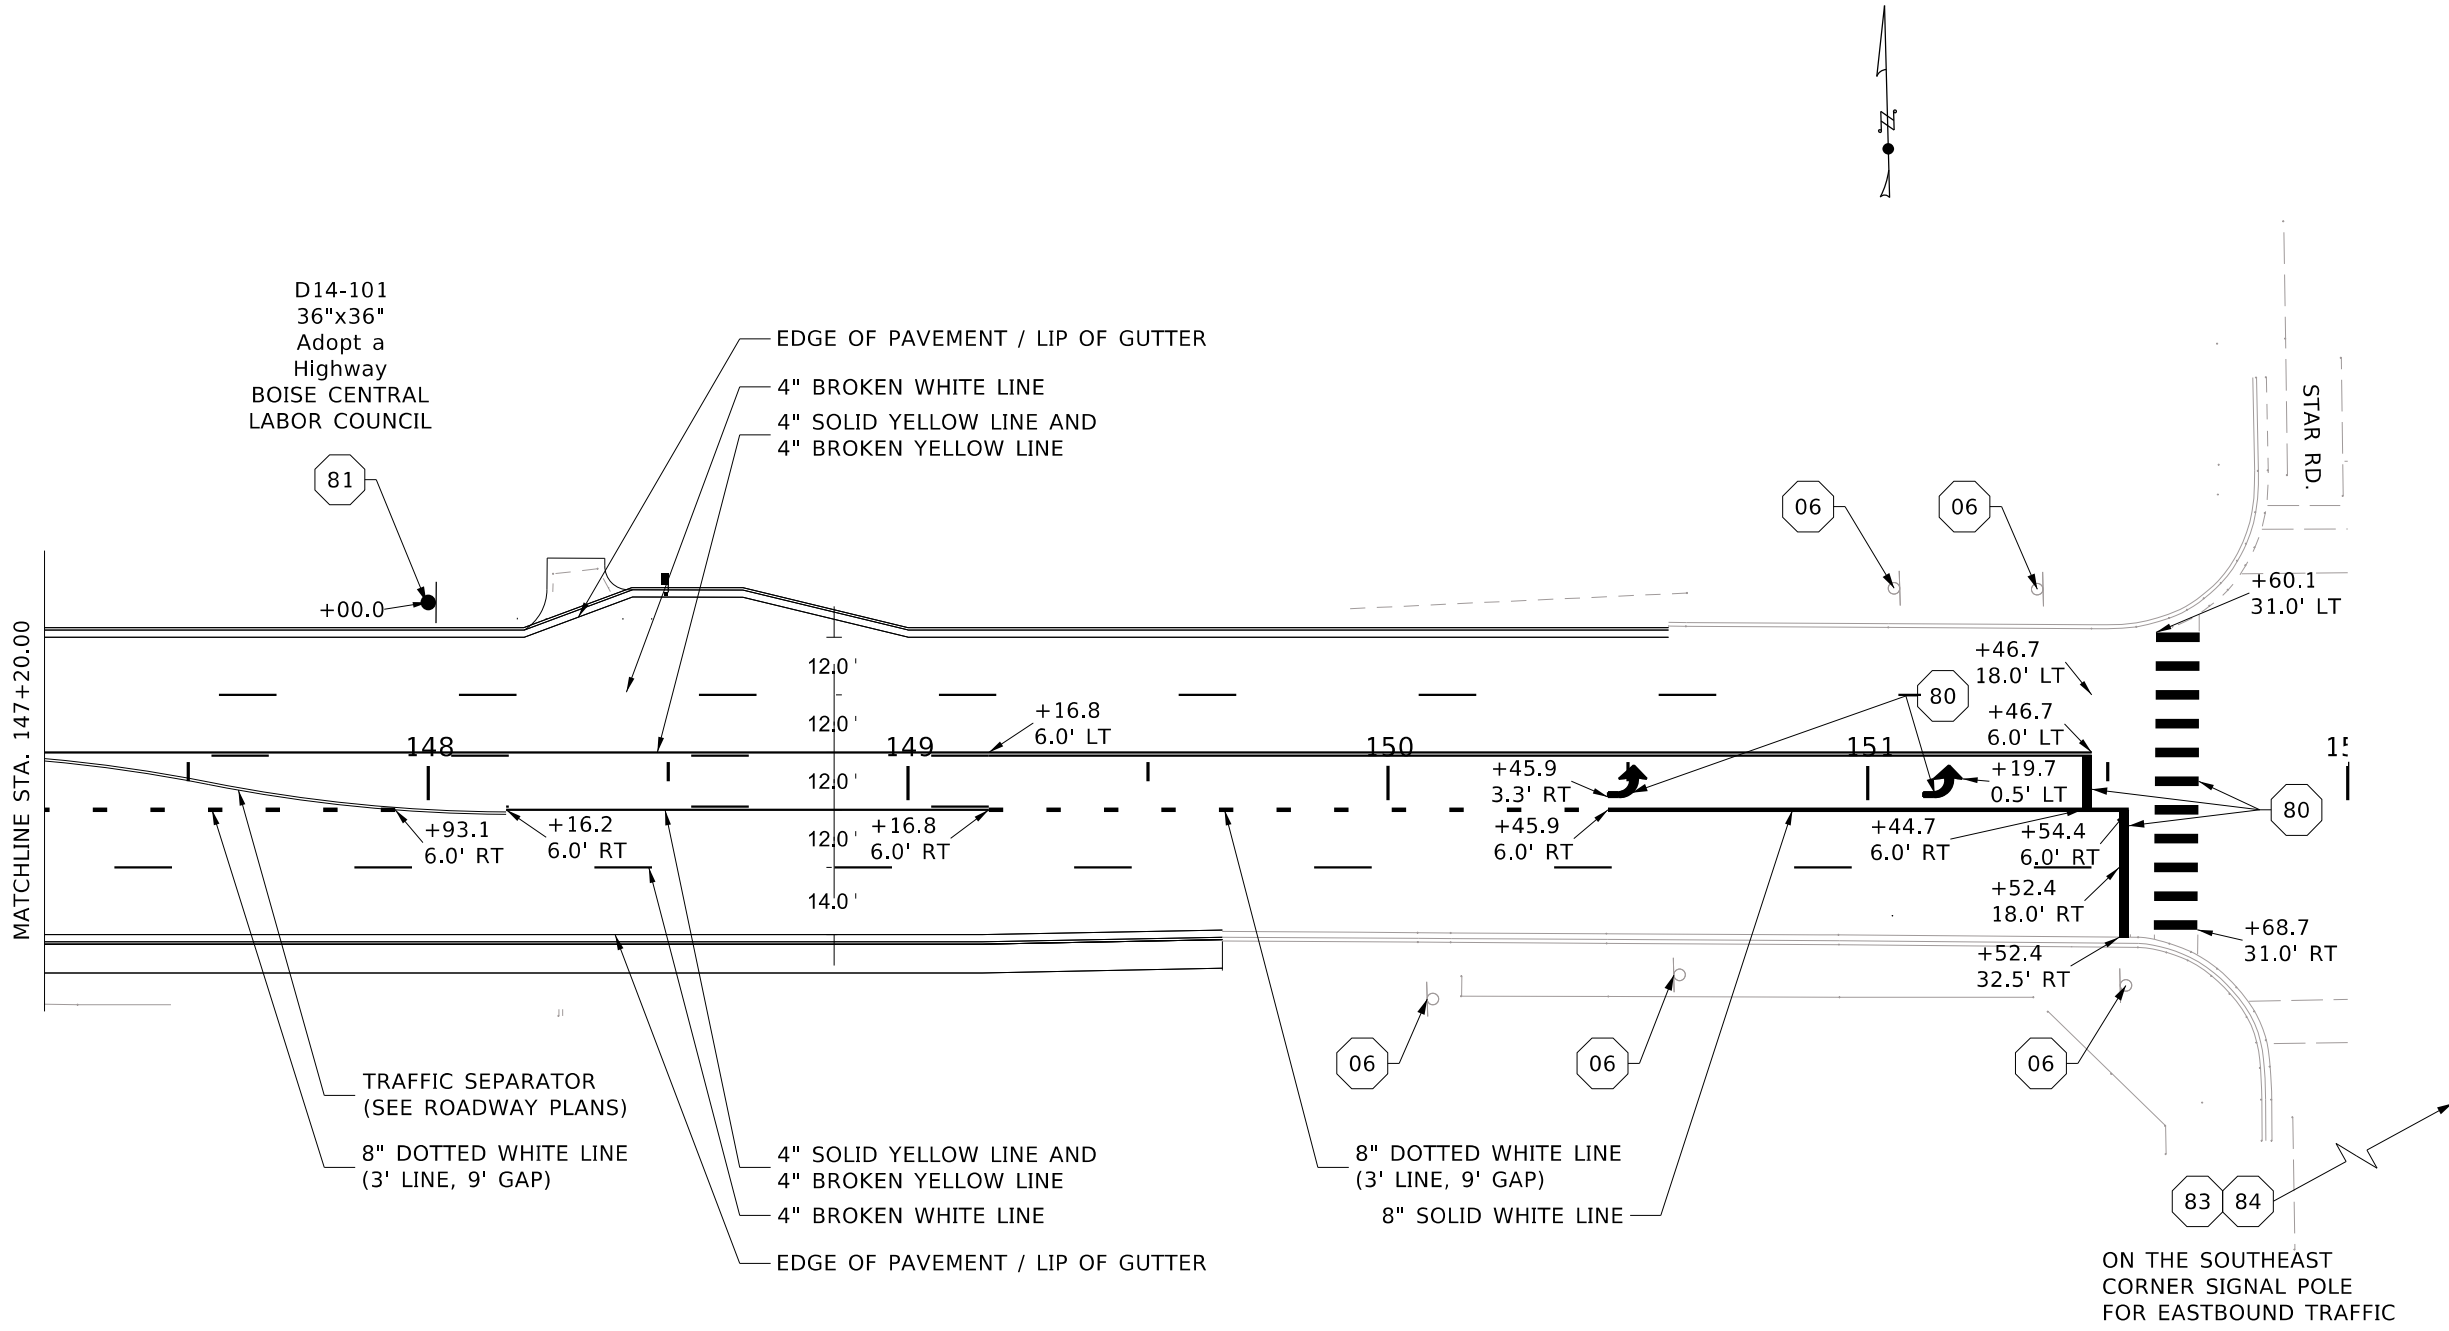 D14-101
36"x36"
Adopt a
Highway
BOISE CENTRAL
LABOR COUNCIL
81
+00.0
EDGE OF PAVEMENT / LIP OF GUTTER
4" BROKEN WHITE LINE
4" SOLID YELLOW LINE AND
4" BROKEN YELLOW LINE
N
STAR RD.
06
06
+60.1
31.0' LT
MATCHLINE STA. 147+20.00
12.0 '
12.0 '
12.0 '
12.0 '
14.0 '
+46.7
18.0' LT
80
+16.8
6.0' LT
+46.7
6.0' LT
148
149
150
151
15
+45.9
3.3' RT
+19.7
0.5' LT
80
+93.1
6.0' RT
+16.2
6.0' RT
+16.8
6.0' RT
+45.9
6.0' RT
+44.7
6.0' RT
+54.4
6.0' RT
+52.4
18.0' RT
+52.4
32.5' RT
+68.7
31.0' RT
06
06
06
TRAFFIC SEPARATOR
(SEE ROADWAY PLANS)
8" DOTTED WHITE LINE
(3' LINE, 9' GAP)
4" SOLID YELLOW LINE AND
4" BROKEN YELLOW LINE
4" BROKEN WHITE LINE
EDGE OF PAVEMENT / LIP OF GUTTER
8" DOTTED WHITE LINE
(3' LINE, 9' GAP)
8" SOLID WHITE LINE
83 84
ON THE SOUTHEAST
CORNER SIGNAL POLE
FOR EASTBOUND TRAFFIC